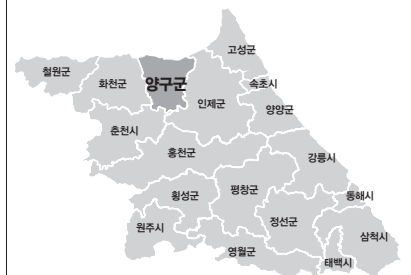 고성군
철원군
화천군
양구군
속초시
인제군
양양군
춘천시
홍천군
강릉시
횡성군
평창군
동해시
원주시
정선군
삼척시
영월군
태백시